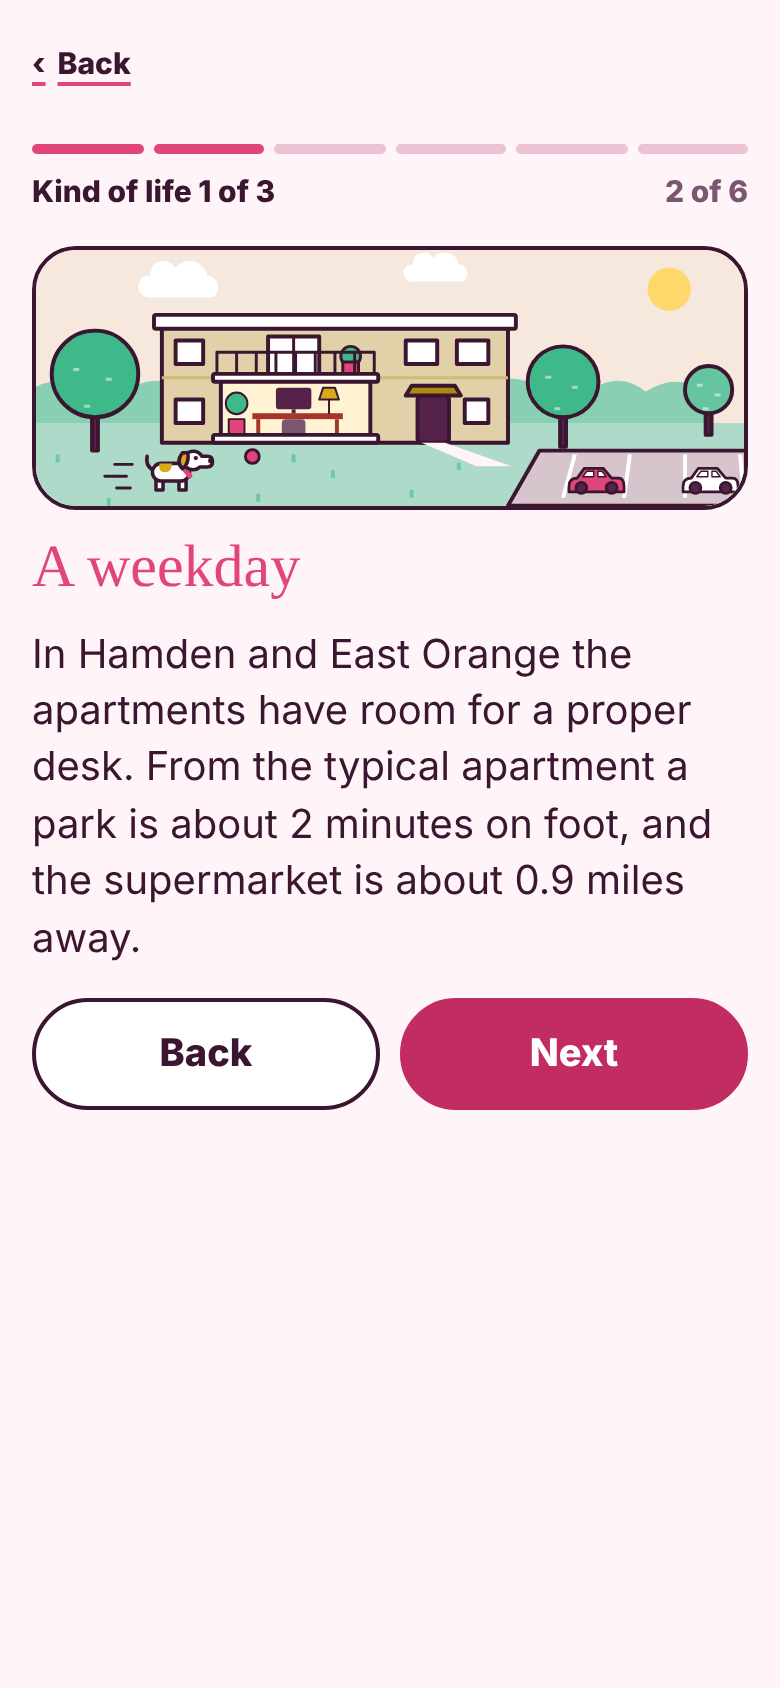 ‹ Back
Kind of life 1 of 3
2 of 6
A weekday
In Hamden and East Orange the
apartments have room for a proper
desk. From the typical apartment a
park is about 2 minutes on foot, and
the supermarket is about 0.9 miles
away.
Back
Next